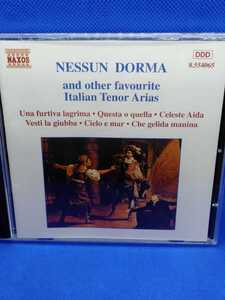 NAXOS
DDD
8.554065
NESSUN DORMA
and other favourite
Italian Tenor Arias
Una furtiva lagrima • Questa o quella • Celeste Aida
Vesti la giubba • Cielo e mar • Che gelida manina